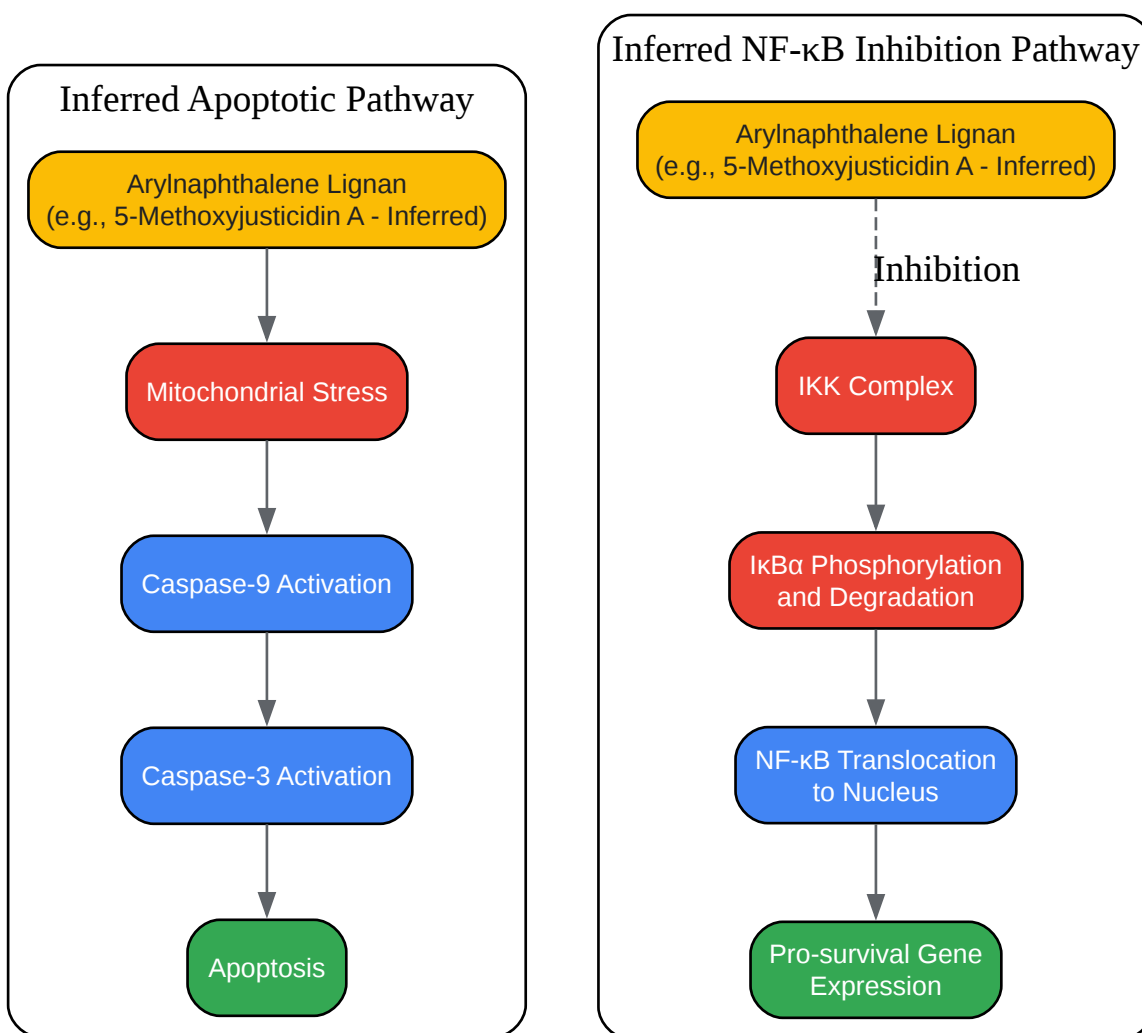 Inferred Apoptotic Pathway
Arylnaphthalene Lignan
(e.g., 5-Methoxyjusticidin A - Inferred)
Mitochondrial Stress
Caspase-9 Activation
Caspase-3 Activation
Apoptosis
Inferred NF-κB Inhibition Pathway
Arylnaphthalene Lignan
(e.g., 5-Methoxyjusticidin A - Inferred)
Inhibition
IKK Complex
IκBα Phosphorylation
and Degradation
NF-κB Translocation
to Nucleus
Pro-survival Gene
Expression